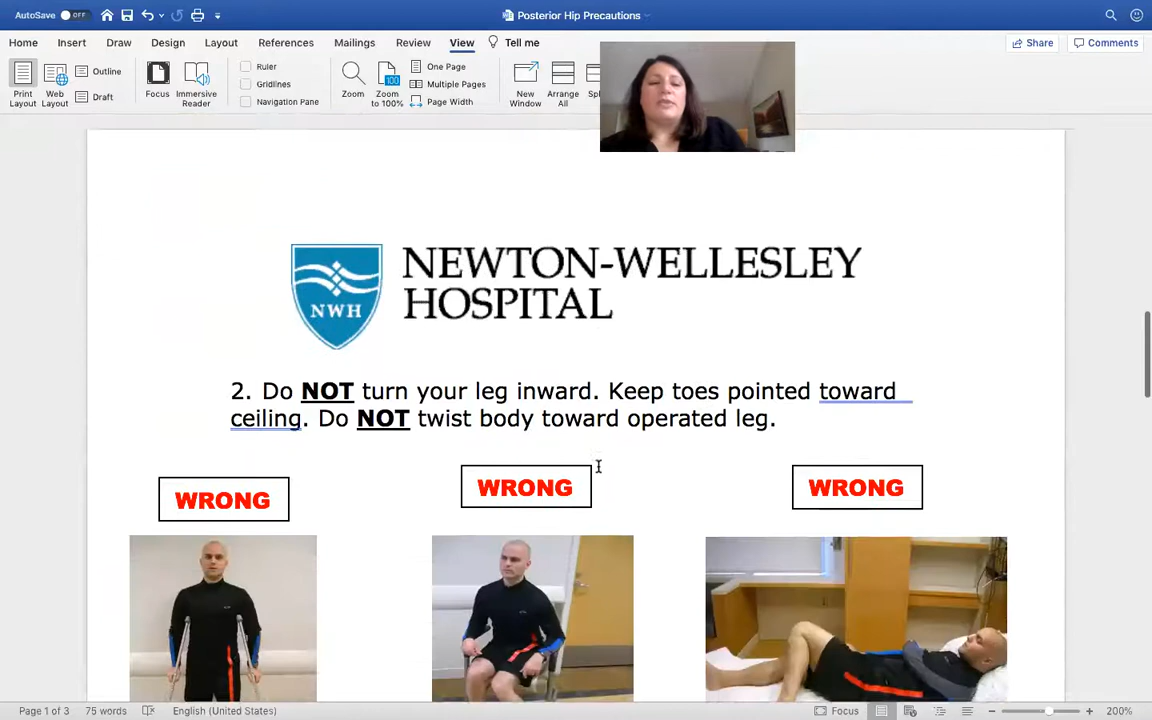 AutoSave OFF
Posterior Hip Precautions
Home Insert Draw Design Layout References Mailings Review View Tell me
Share Comments
Print Layout
Web Layout
Outline
Draft
Focus
Immersive Reader
Ruler
Gridlines
Navigation Pane
Zoom
Zoom to 100%
100
One Page
Multiple Pages
Page Width
New Window
Arrange All
NWH
NEWTON-WELLESLEY
HOSPITAL
2. Do NOT turn your leg inward. Keep toes pointed toward
ceiling. Do NOT twist body toward operated leg.
WRONG WRONG WRONG
Page 1 of 3 75 words English (United States) Focus 200%